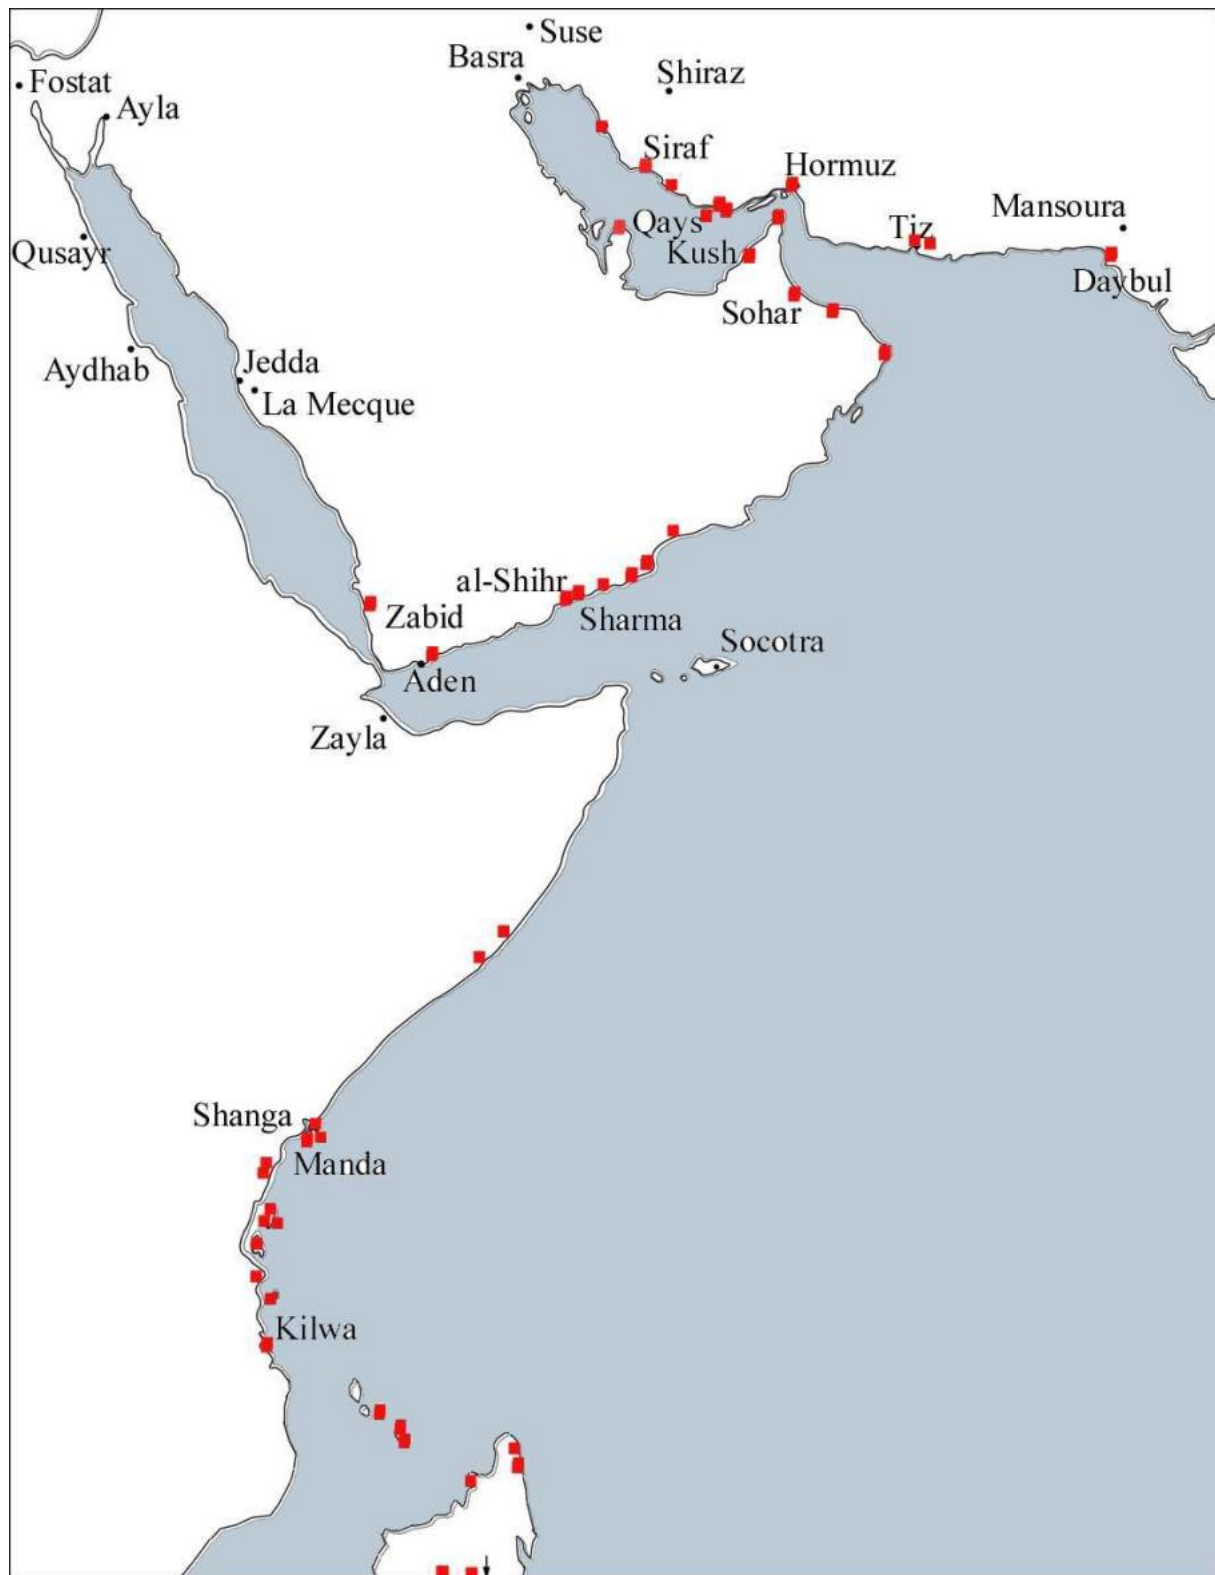 Suse
Basra
Shiraz
Fostat
Ayla
Siraf
Hormuz
Mansoura
Qays
Tiz
Qusayr
Kush
Daybul
Sohar
Jedda
Aydhab
La Mecque
al-Shihr
Zabid
Sharma
Socotra
Aden
Zayla
Shanga
Manda
Kilwa